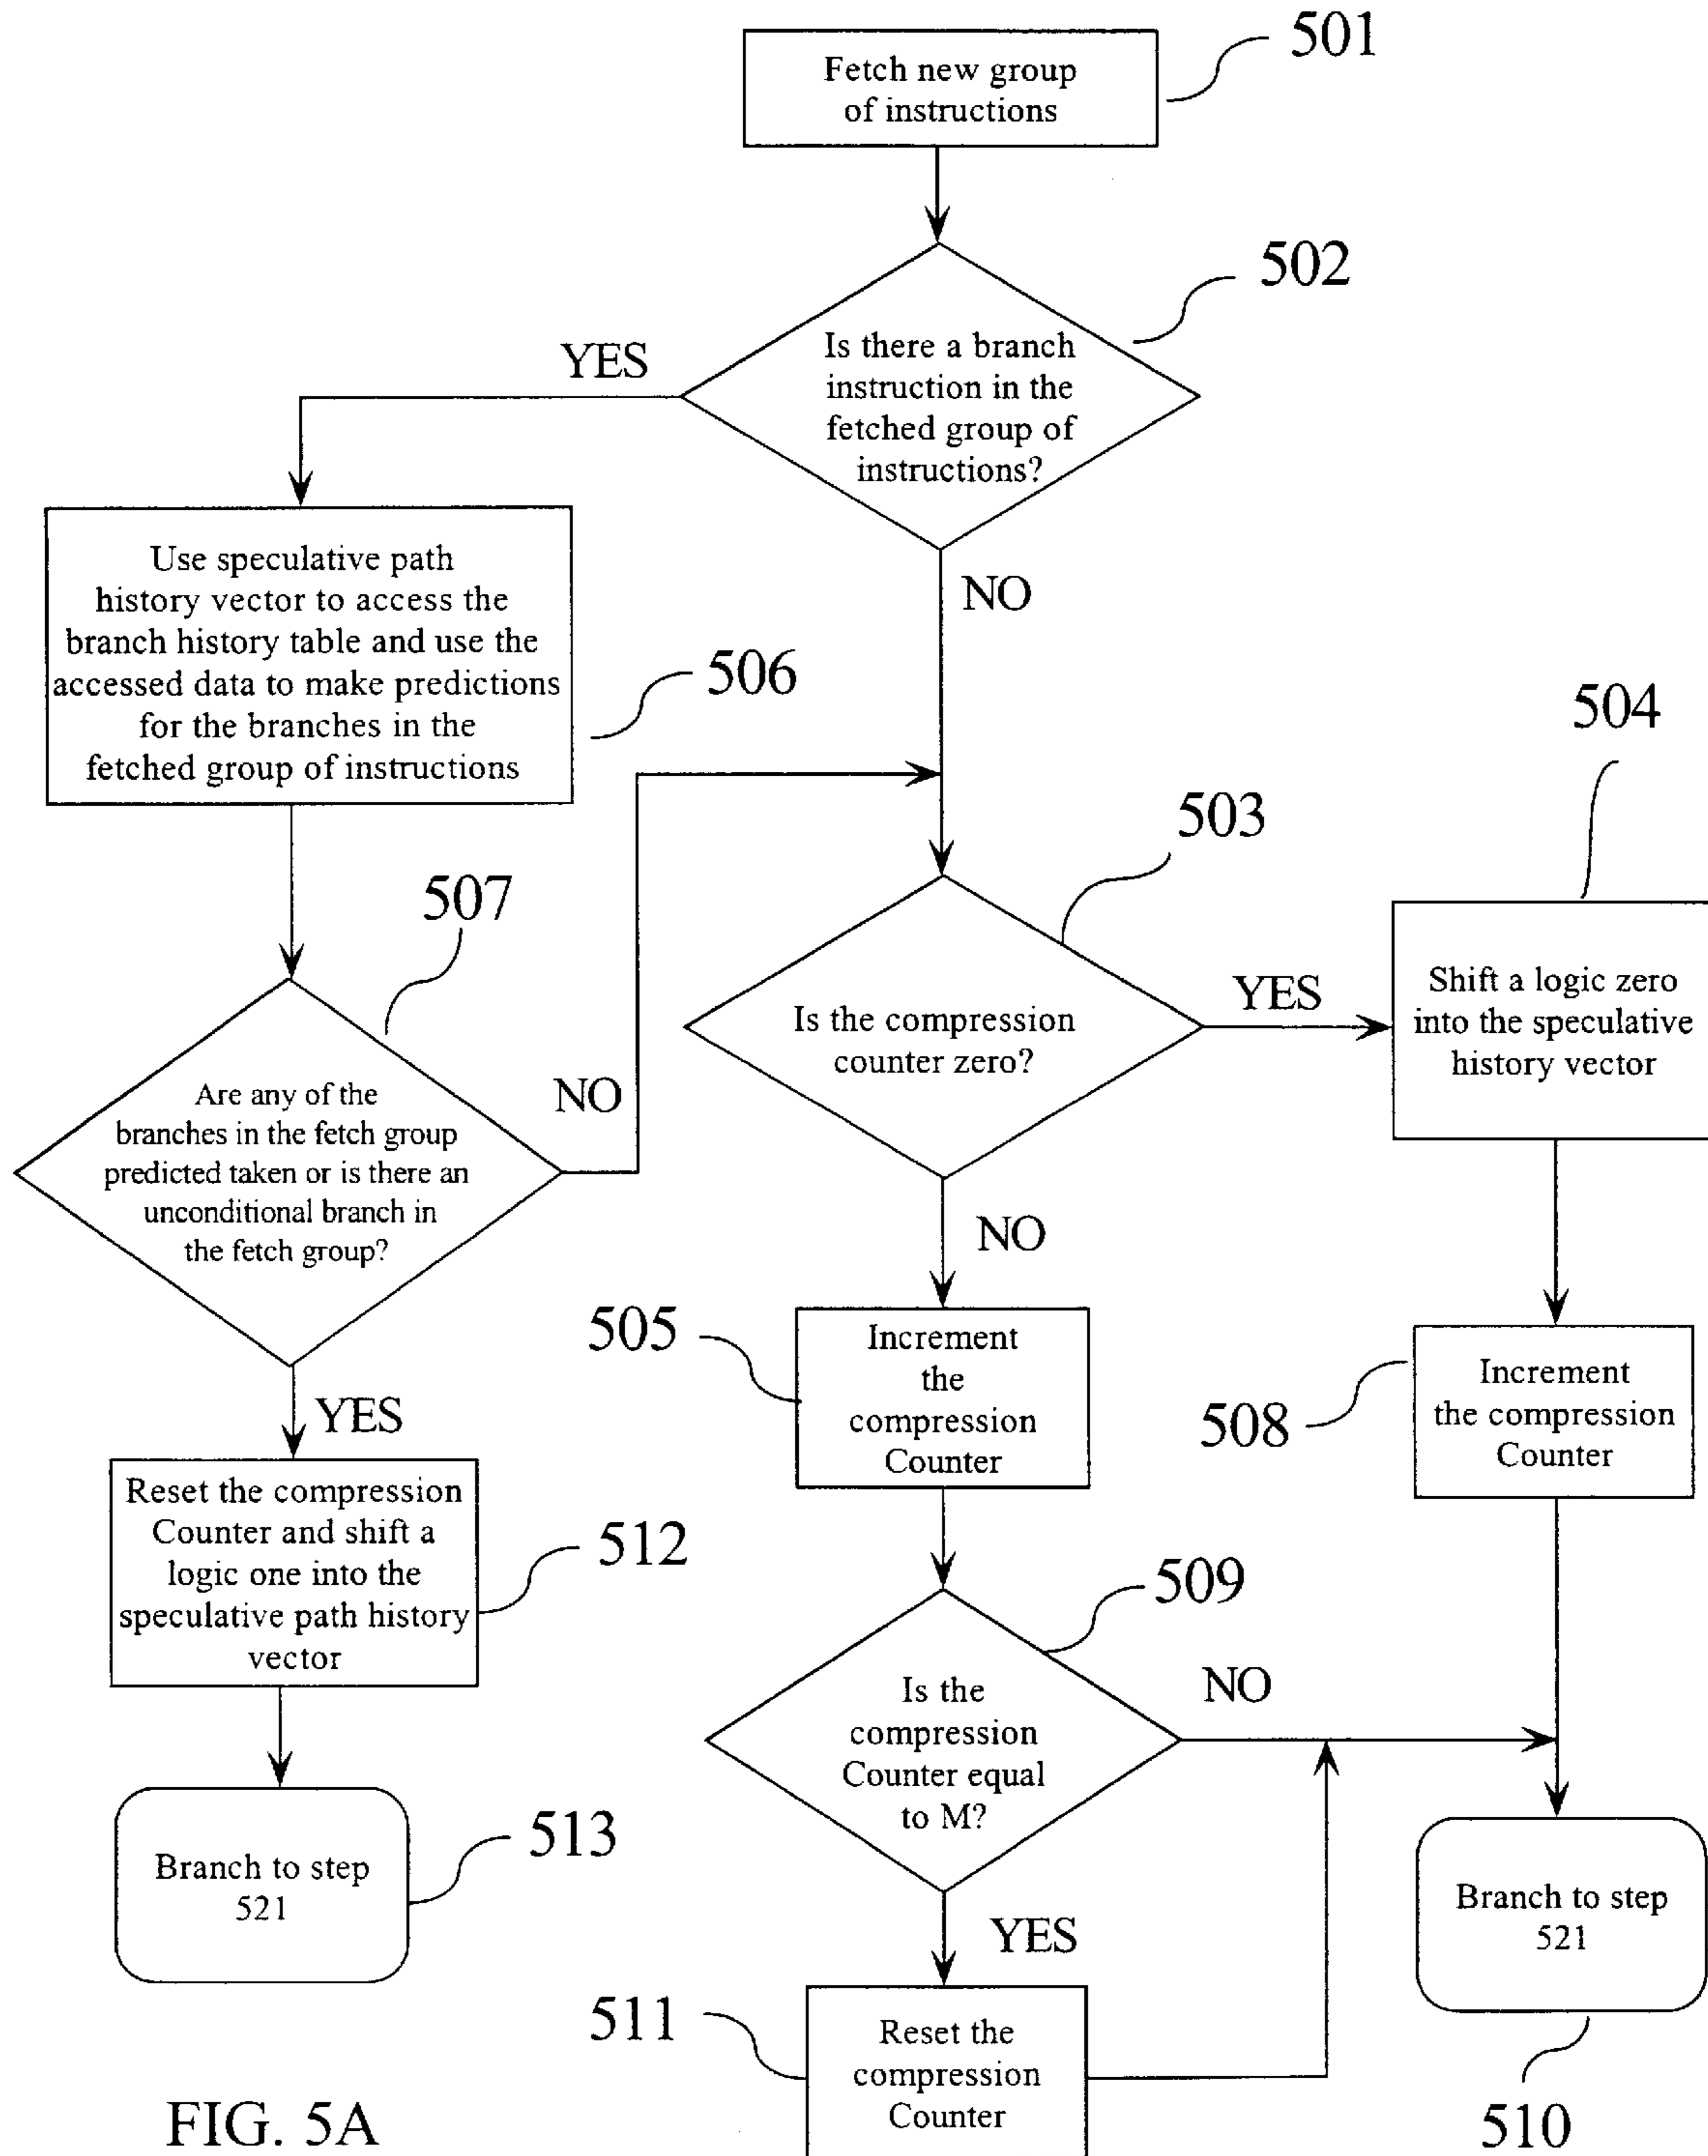 501
Fetch new group
of instructions
502
Is there a branch
instruction in the
fetched group of
instructions?
YES
NO
Use speculative path
history vector to access the
branch history table and use the
accessed data to make predictions
for the branches in the
fetched group of instructions
506
504
503
507
Is the compression
counter zero?
YES
Shift a logic zero
into the speculative
history vector
Are any of the
branches in the fetch group
predicted taken or is there an
unconditional branch in
the fetch group?
NO
NO
505
Increment
the
compression
Counter
508
Increment
the compression
Counter
YES
Reset the compression
Counter and shift a
logic one into the
speculative path history
vector
512
509
Is the
compression
Counter equal
to M?
NO
Branch to step
521
513
Branch to step
521
YES
511
Reset the
compression
Counter
510
FIG. 5A